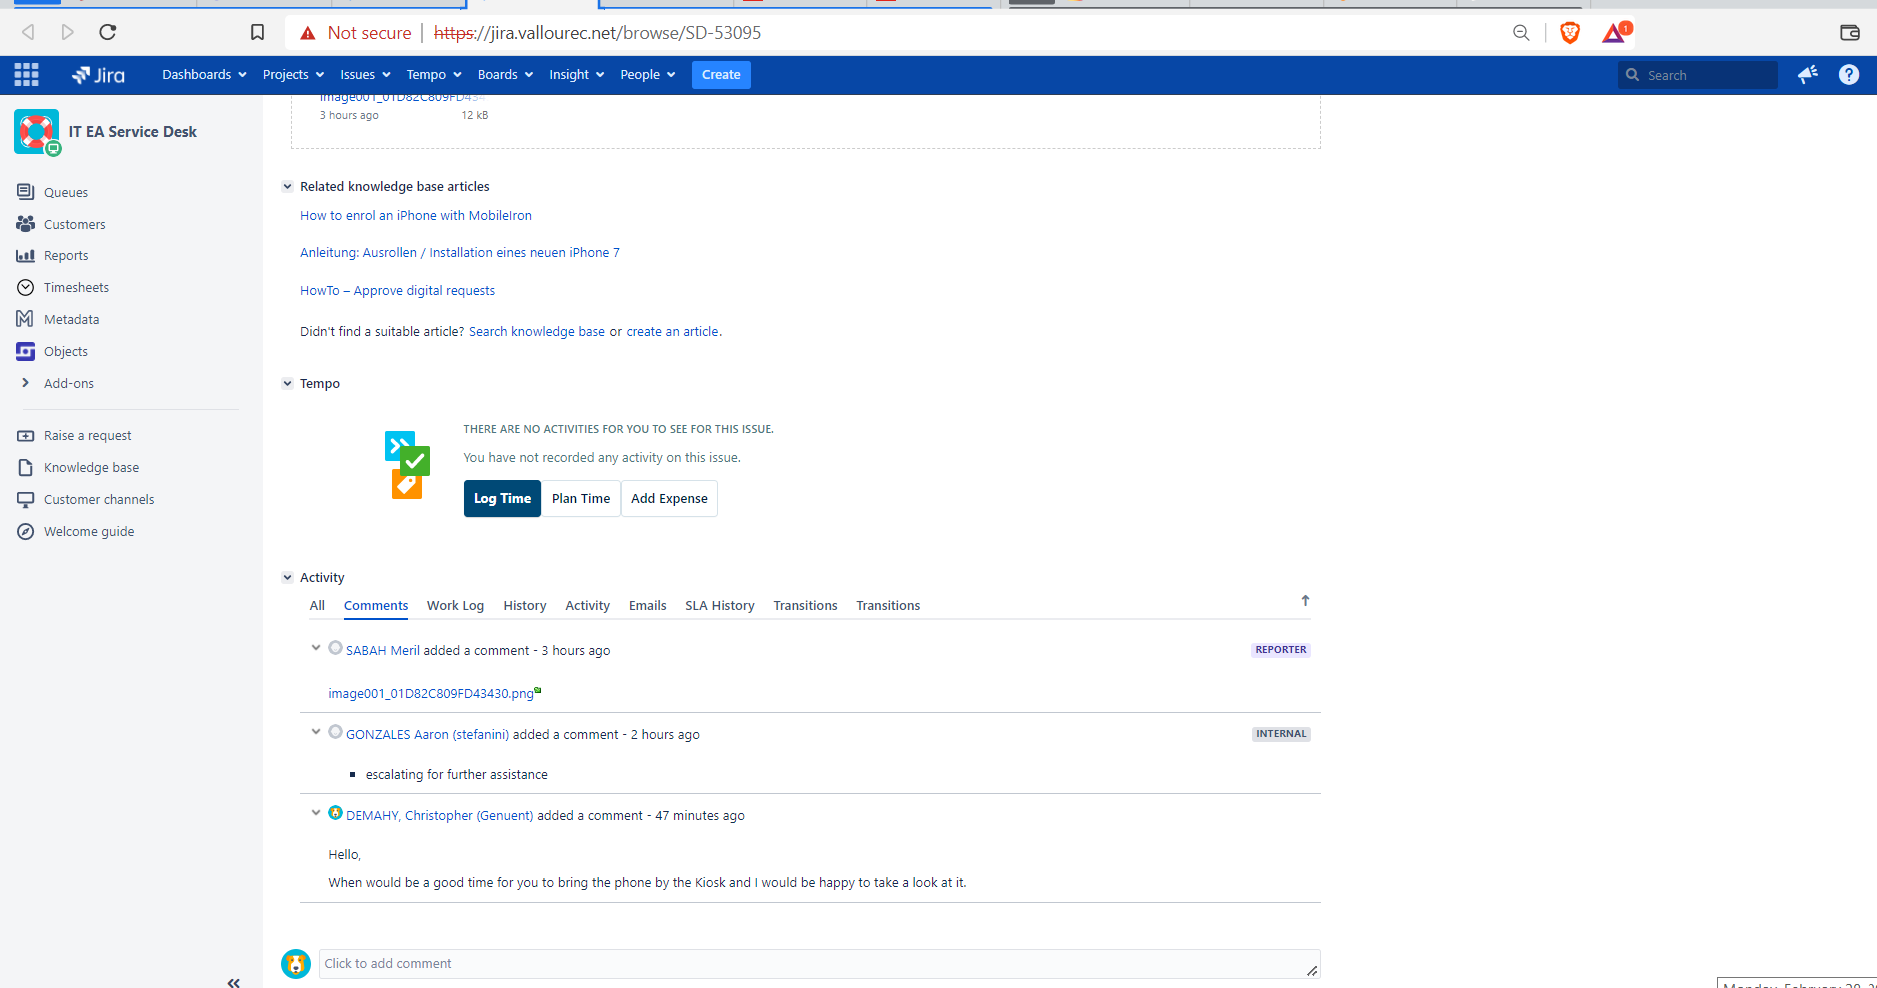 Not secure | https://jira.vallourec.net/browse/SD-53095
1
Jira Dashboards Projects Issues Tempo Boards Insight People Create Search
IT EA Service Desk
Queues
Customers
Reports
Timesheets
Metadata
Objects
Add-ons
Raise a request
Knowledge base
Customer channels
Welcome guide
image001_01D82C809FD434
3 hours ago 12 kB
Related knowledge base articles
How to enrol an iPhone with MobileIron
Anleitung: Ausrollen / Installation eines neuen iPhone 7
HowTo – Approve digital requests
Didn't find a suitable article? Search knowledge base or create an article.
Tempo
THERE ARE NO ACTIVITIES FOR YOU TO SEE FOR THIS ISSUE.
You have not recorded any activity on this issue.
Log Time Plan Time Add Expense
Activity
All Comments Work Log History Activity Emails SLA History Transitions Transitions
SABAH Meril added a comment - 3 hours ago REPORTER
image001_01D82C809FD43430.png
GONZALES Aaron (stefanini) added a comment - 2 hours ago INTERNAL
escalating for further assistance
DEMAHY, Christopher (Genuent) added a comment - 47 minutes ago
Hello,
When would be a good time for you to bring the phone by the Kiosk and I would be happy to take a look at it.
Click to add comment
Monday, February 28,